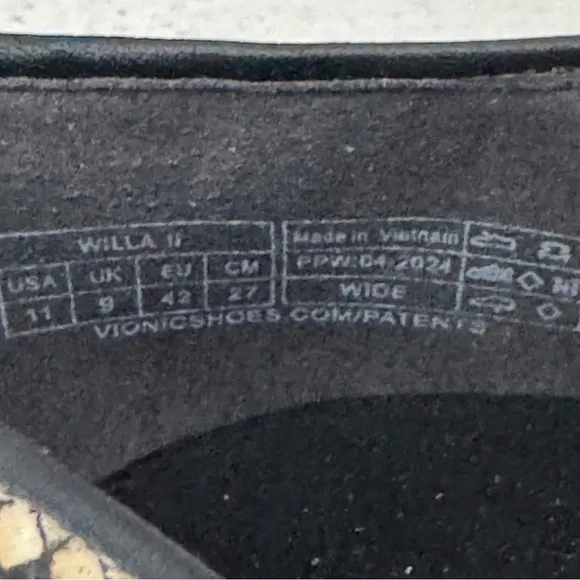 WILLA II
USA UK EU CM
11 9 42 27
Made in Vietnam
PPW:04 2024
WIDE
VIONICSHOES.COM/PATENTS